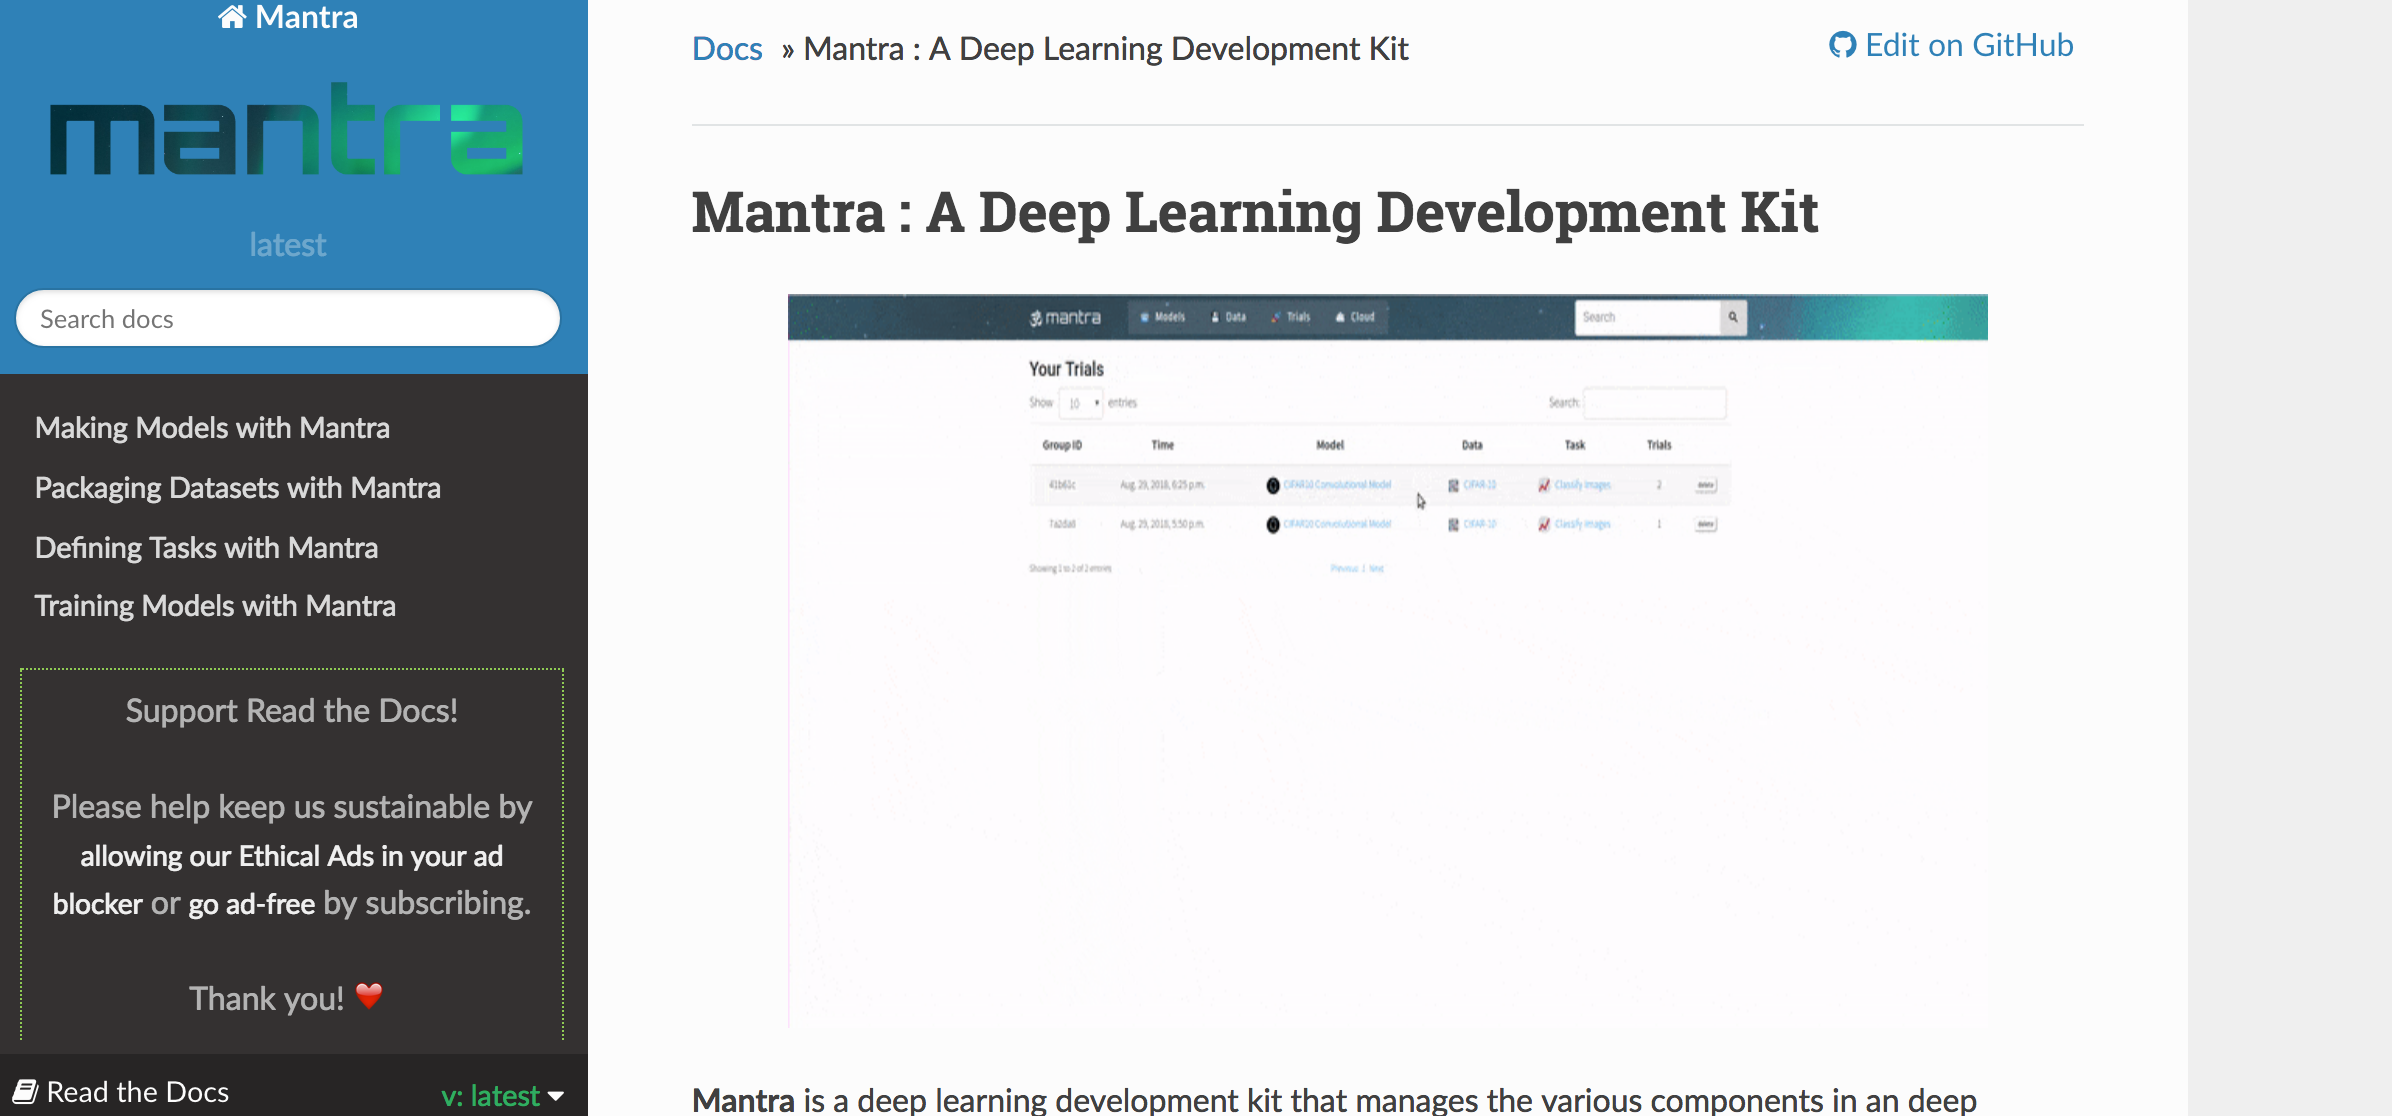 Mantra
mantra
latest
Search docs
Making Models with Mantra
Packaging Datasets with Mantra
Defining Tasks with Mantra
Training Models with Mantra
Support Read the Docs!
Please help keep us sustainable by
allowing our Ethical Ads in your ad
blocker or go ad-free by subscribing.
Thank you!
Read the Docs
v: latest
Docs » Mantra : A Deep Learning Development Kit
Edit on GitHub
Mantra : A Deep Learning Development Kit
mantra Models Data Trials Cloud Search
Your Trials
Show 10 entries Search:
Group ID Time Model Data Task Trials
Aug. 29, 2018, 6:25 p.m. CIFAR10 Convolutional Model CIFAR-10 Classify Images 2 delete
Aug. 29, 2018, 5:50 p.m. CIFAR10 Convolutional Model CIFAR-10 Classify Images 1 delete
Showing 1 to 2 of 2 entries Previous 1 Next
Mantra is a deep learning development kit that manages the various components in an deep